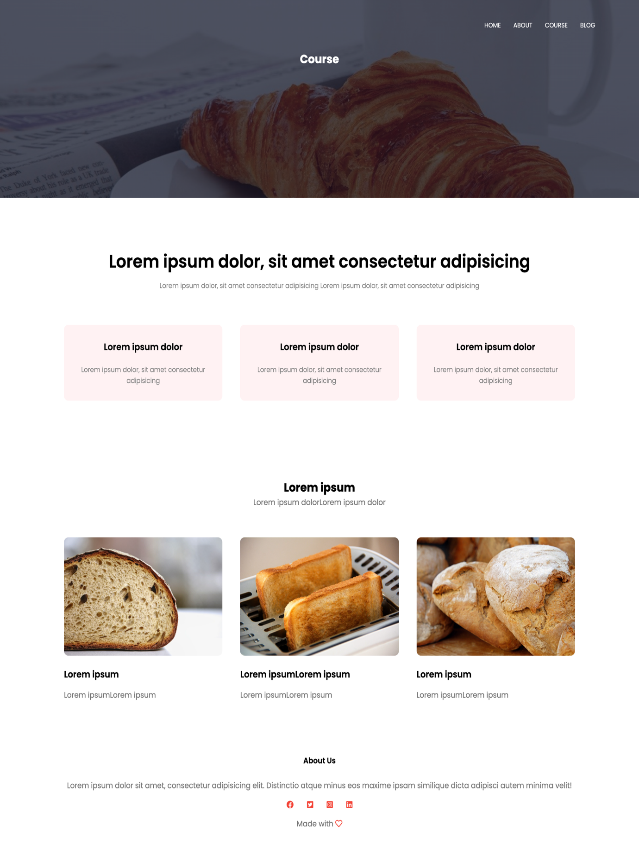 HOME ABOUT COURSE BLOG
Course
Lorem ipsum dolor, sit amet consectetur adipisicing
Lorem ipsum dolor, sit amet consectetur adipisicing Lorem ipsum dolor, sit amet consectetur adipisicing
Lorem ipsum dolor
Lorem ipsum dolor, sit amet consectetur
adipisicing
Lorem ipsum dolor
Lorem ipsum dolor, sit amet consectetur
adipisicing
Lorem ipsum dolor
Lorem ipsum dolor, sit amet consectetur
adipisicing
Lorem ipsum
Lorem ipsum dolorLorem ipsum dolor
Lorem ipsum
Lorem ipsumLorem ipsum
Lorem ipsumLorem ipsum
Lorem ipsumLorem ipsum
Lorem ipsum
Lorem ipsumLorem ipsum
About Us
Lorem ipsum dolor sit amet, consectetur adipisicing elit. Distinctio atque minus eos maxime ipsam similique dicta adipisci autem minima velit!
Made with